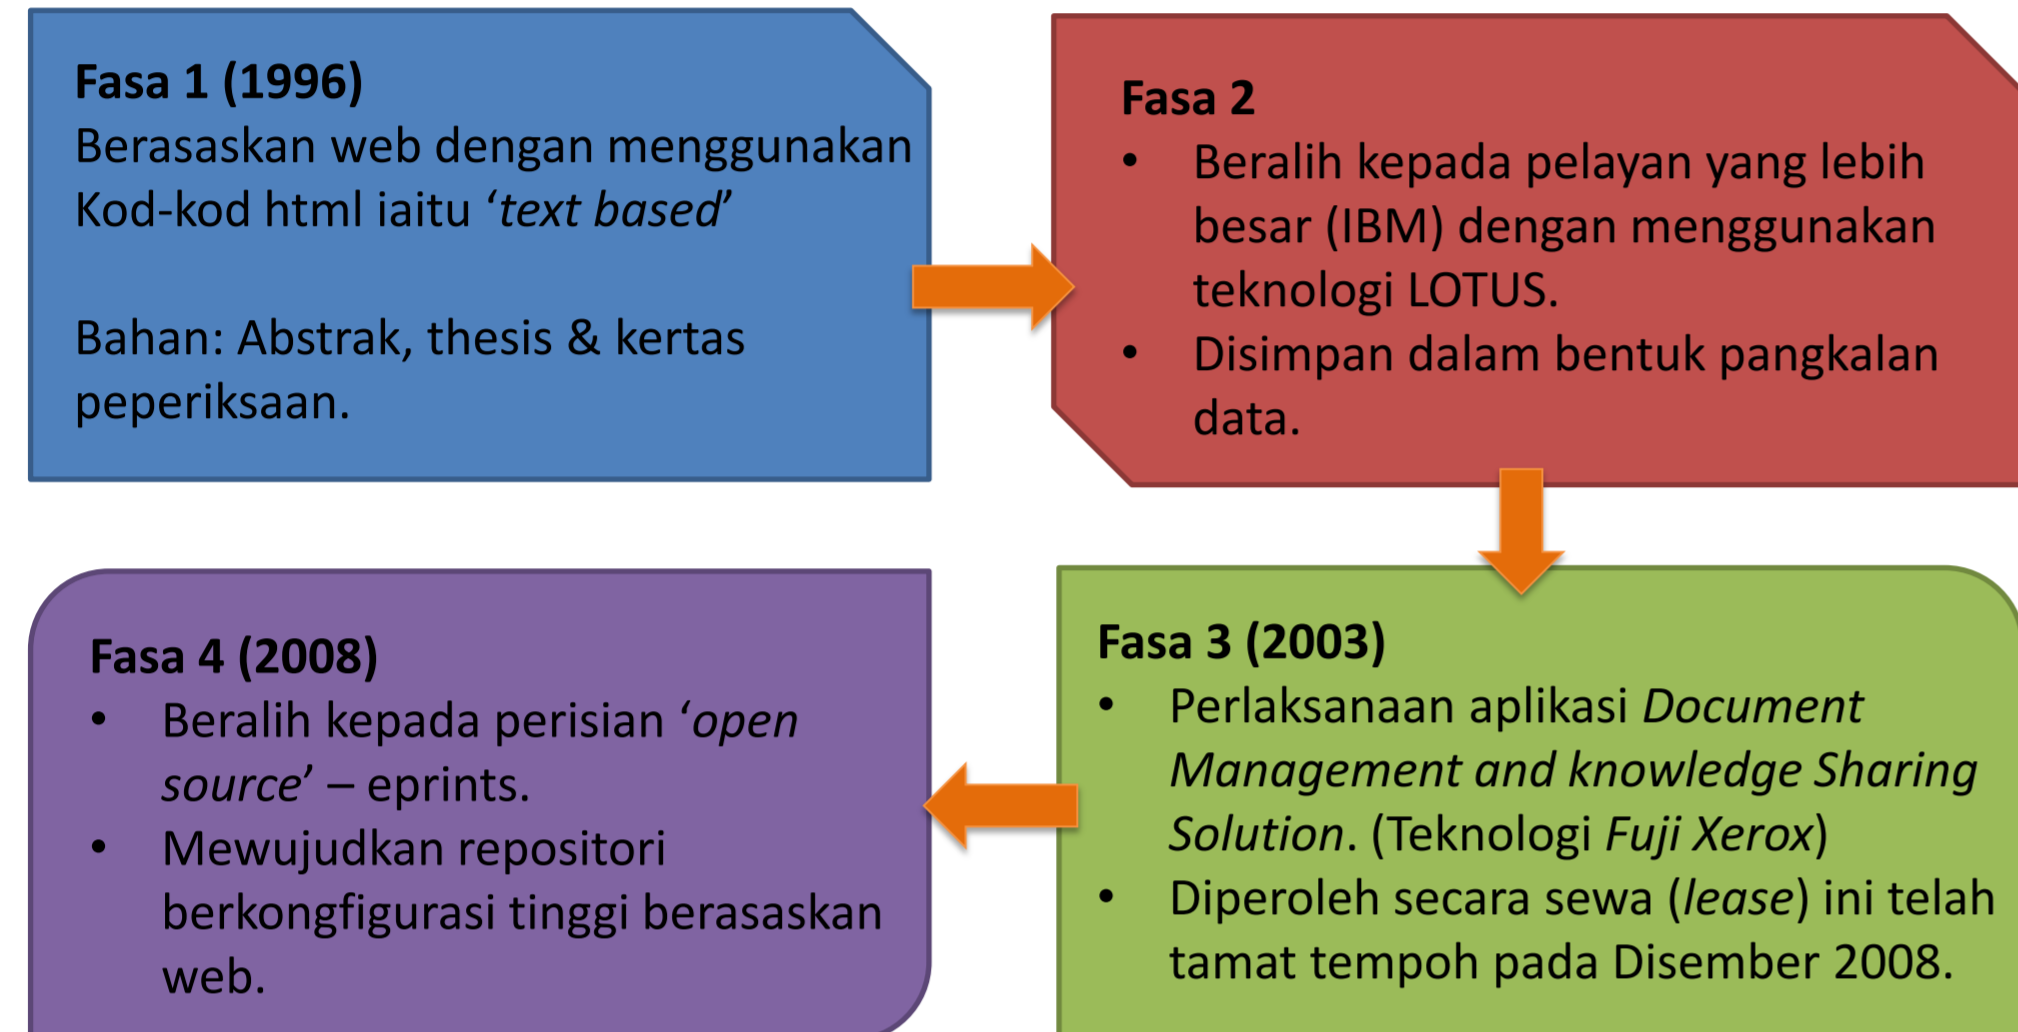 Fasa 1 (1996)
Berasaskan web dengan menggunakan
Kod-kod html iaitu ‘text based’
Bahan: Abstrak, thesis & kertas
peperiksaan.
Fasa 2
• Beralih kepada pelayan yang lebih
besar (IBM) dengan menggunakan
teknologi LOTUS.
• Disimpan dalam bentuk pangkalan
data.
Fasa 3 (2003)
• Perlaksanaan aplikasi Document
Management and knowledge Sharing
Solution. (Teknologi Fuji Xerox)
• Diperoleh secara sewa (lease) ini telah
tamat tempoh pada Disember 2008.
Fasa 4 (2008)
• Beralih kepada perisian ‘open
source’ – eprints.
• Mewujudkan repositori
berkongfigurasi tinggi berasaskan
web.